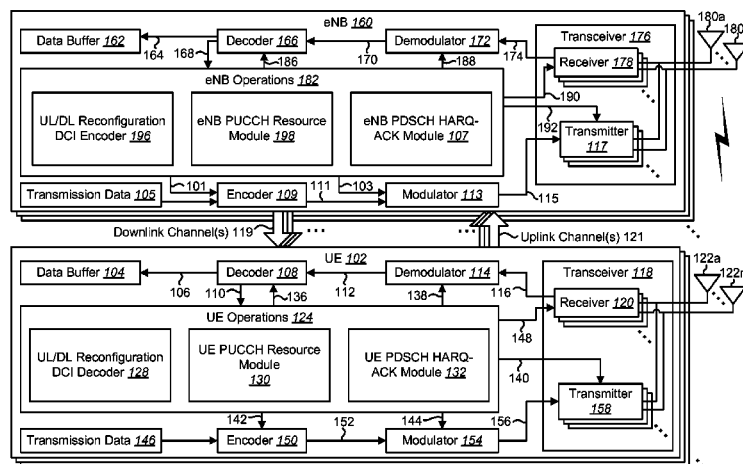 eNB 160
180a
180
Data Buffer 162
164
168
Decoder 166
186
170
Demodulator 172
188
174
Transceiver 176
Receiver 178
eNB Operations 182
190
192
UL/DL Reconfiguration
DCI Encoder 196
eNB PUCCH Resource
Module 198
eNB PDSCH HARQ-
ACK Module 107
Transmitter
117
Transmission Data 105
101
Encoder 109
111
103
Modulator 113
115
Downlink Channel(s) 119
Uplink Channel(s) 121
UE 102
122a
122n
Data Buffer 104
106
110
Decoder 108
136
112
Demodulator 114
138
116
Transceiver 118
Receiver 120
UE Operations 124
148
140
UL/DL Reconfiguration
DCI Decoder 128
UE PUCCH Resource
Module
130
UE PDSCH HARQ-
ACK Module 132
Transmitter
158
142
144
Transmission Data 146
Encoder 150
152
Modulator 154
156